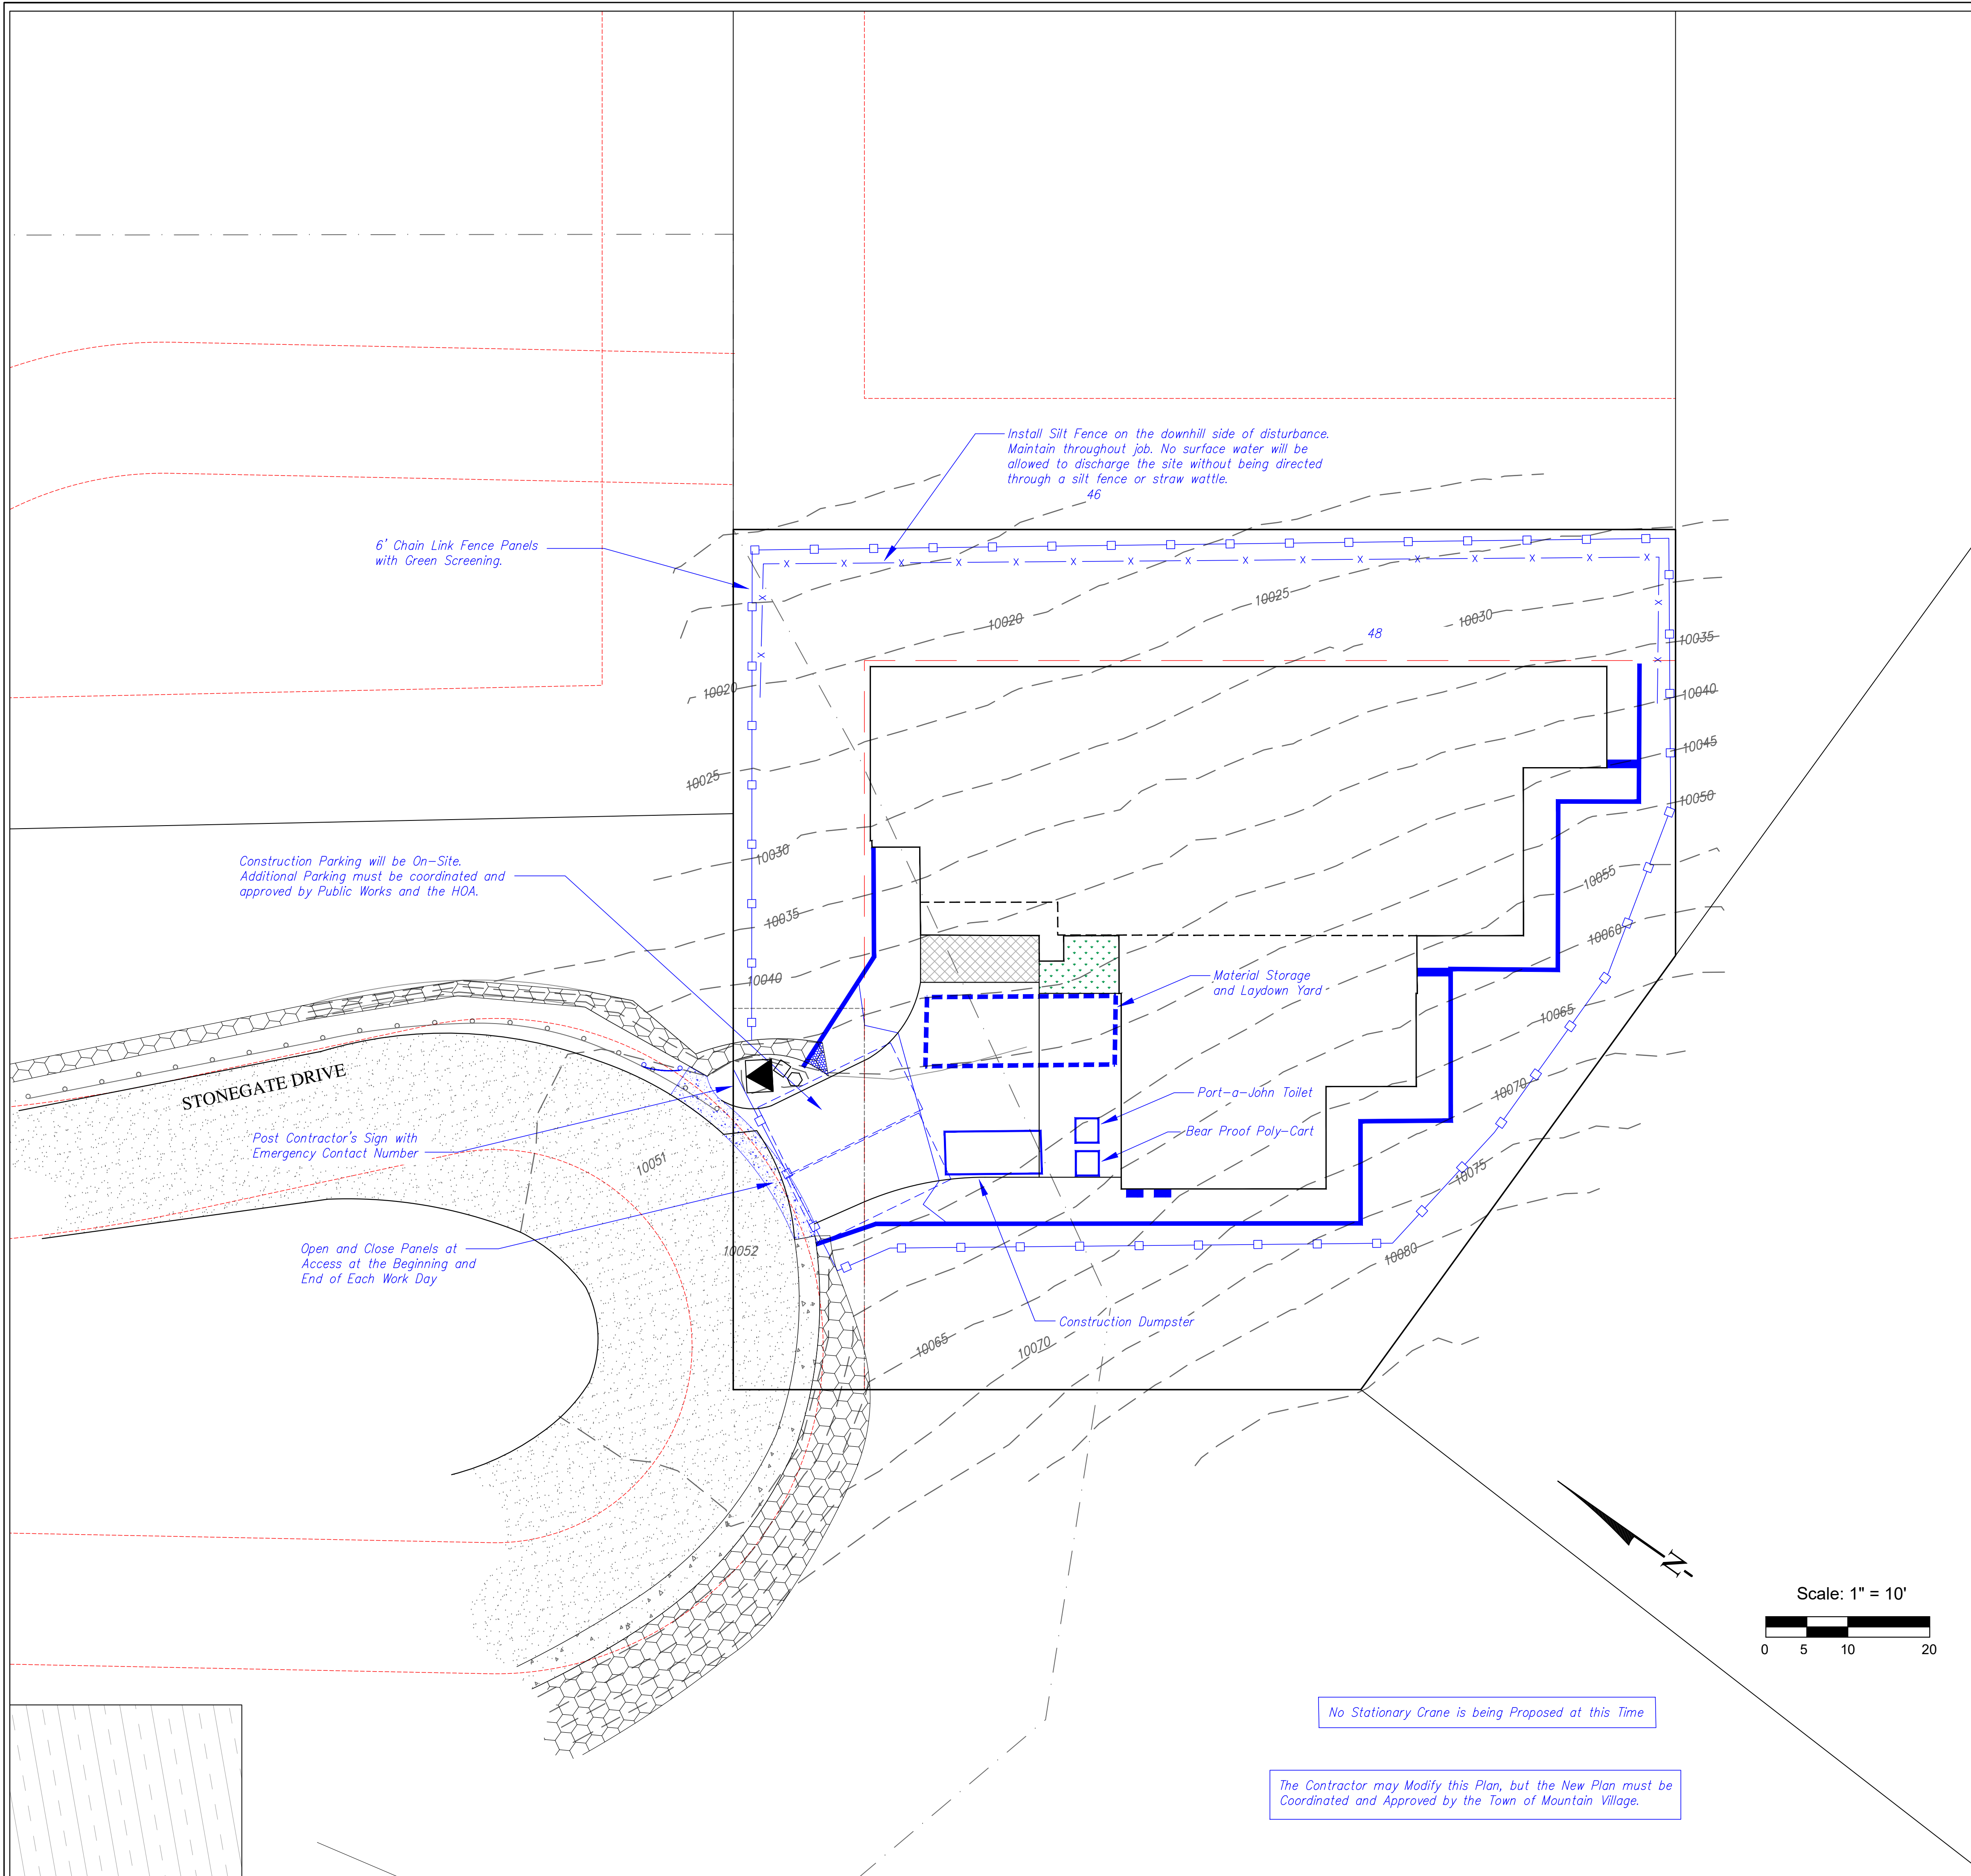 Install Silt Fence on the downhill side of disturbance.
Maintain throughout job. No surface water will be
allowed to discharge the site without being directed
through a silt fence or straw wattle.
46
6' Chain Link Fence Panels
with Green Screening.
10020
10025
10030
48
10035
10020
10040
10025
10045
10050
10030
Construction Parking will be On-Site.
Additional Parking must be coordinated and
approved by Public Works and the HOA.
10055
10035
10060
10040
Material Storage
and Laydown Yard
10065
STONEGATE DRIVE
10070
Port-a-John Toilet
Bear Proof Poly-Cart
Post Contractor's Sign with
Emergency Contact Number
10051
10075
Open and Close Panels at
Access at the Beginning and
End of Each Work Day
10052
10080
Construction Dumpster
10065
10070
N
Scale: 1" = 10'
0 5 10 20
No Stationary Crane is being Proposed at this Time
The Contractor may Modify this Plan, but the New Plan must be
Coordinated and Approved by the Town of Mountain Village.